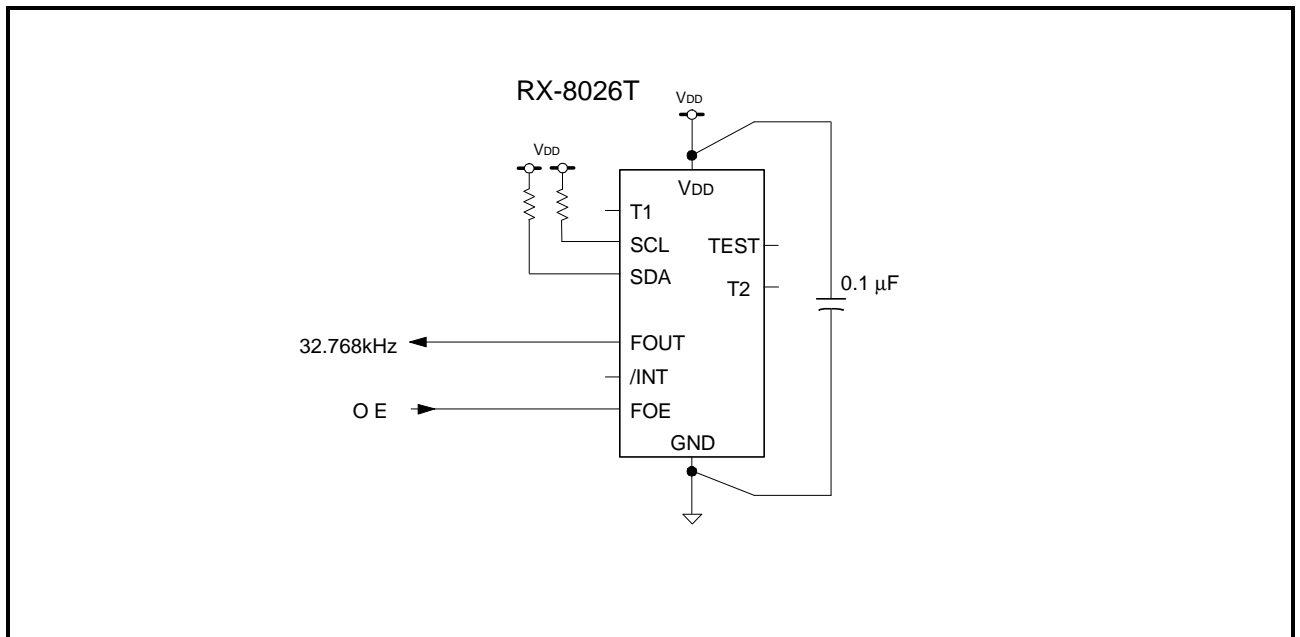 RX-8026T
VDD
VDD
VDD
T1
SCL
TEST
SDA
T2
0.1 μF
32.768kHz
FOUT
/INT
O E
FOE
GND